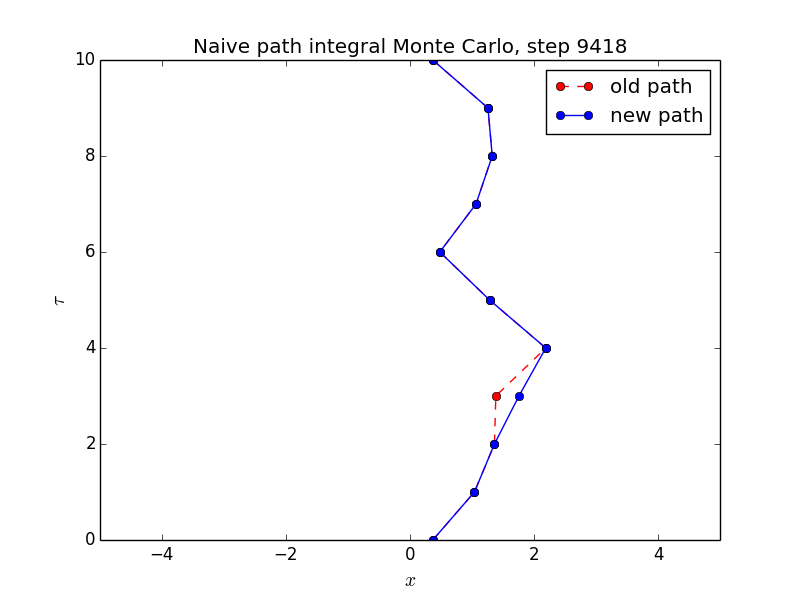 Naive path integral Monte Carlo, step 9418
old path
new path
10
8
6
4
2
0
τ
−4 −2 0 2 4
x